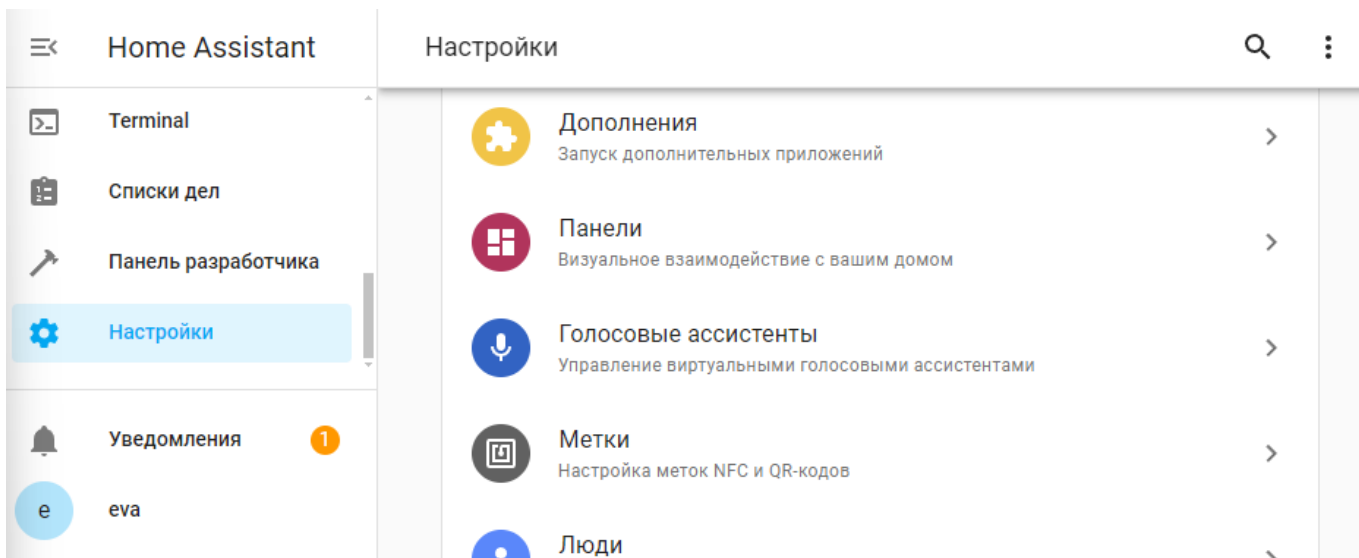 Home Assistant
Terminal
Списки дел
Панель разработчика
Настройки
Уведомления
1
e
eva
Настройки
Дополнения
Запуск дополнительных приложений
Панели
Визуальное взаимодействие с вашим домом
Голосовые ассистенты
Управление виртуальными голосовыми ассистентами
Метки
Настройка меток NFC и QR-кодов
Люди